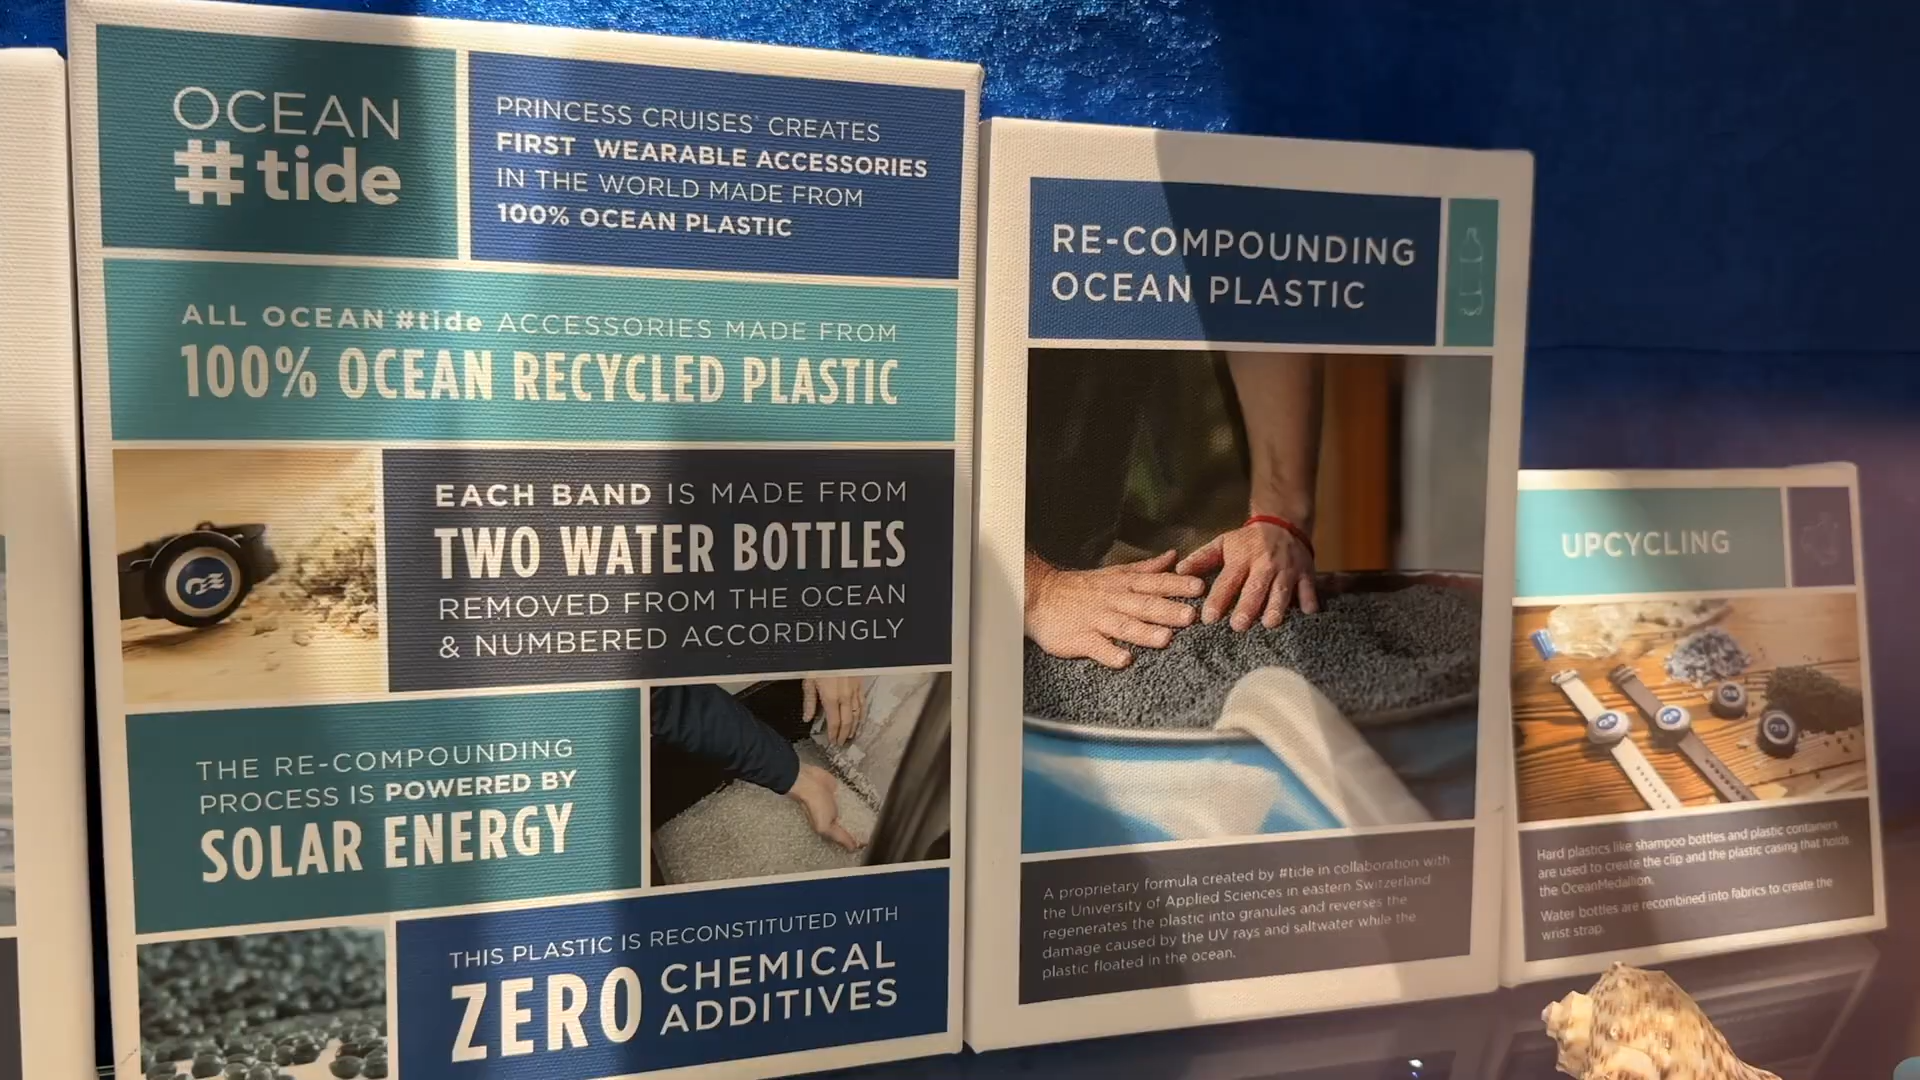 OCEAN
#tide
PRINCESS CRUISES® CREATES
FIRST WEARABLE ACCESSORIES
IN THE WORLD MADE FROM
100% OCEAN PLASTIC
ALL OCEAN #tide ACCESSORIES MADE FROM
100% OCEAN RECYCLED PLASTIC
EACH BAND IS MADE FROM
TWO WATER BOTTLES
REMOVED FROM THE OCEAN
& NUMBERED ACCORDINGLY
THE RE-COMPOUNDING
PROCESS IS POWERED BY
SOLAR ENERGY
THIS PLASTIC IS RECONSTITUTED WITH
ZERO CHEMICAL
ADDITIVES
RE-COMPOUNDING
OCEAN PLASTIC
A proprietary formula created by #tide in collaboration with
the University of Applied Sciences in eastern Switzerland
regenerates the plastic into granules and reverses the
damage caused by the UV rays and saltwater while the
plastic floated in the ocean.
UPCYCLING
Hard plastics like shampoo bottles and plastic containers
are used to create the clip and the plastic casing that holds
the OceanMedallion.
Water bottles are recombined into fabrics to create the
wrist strap.